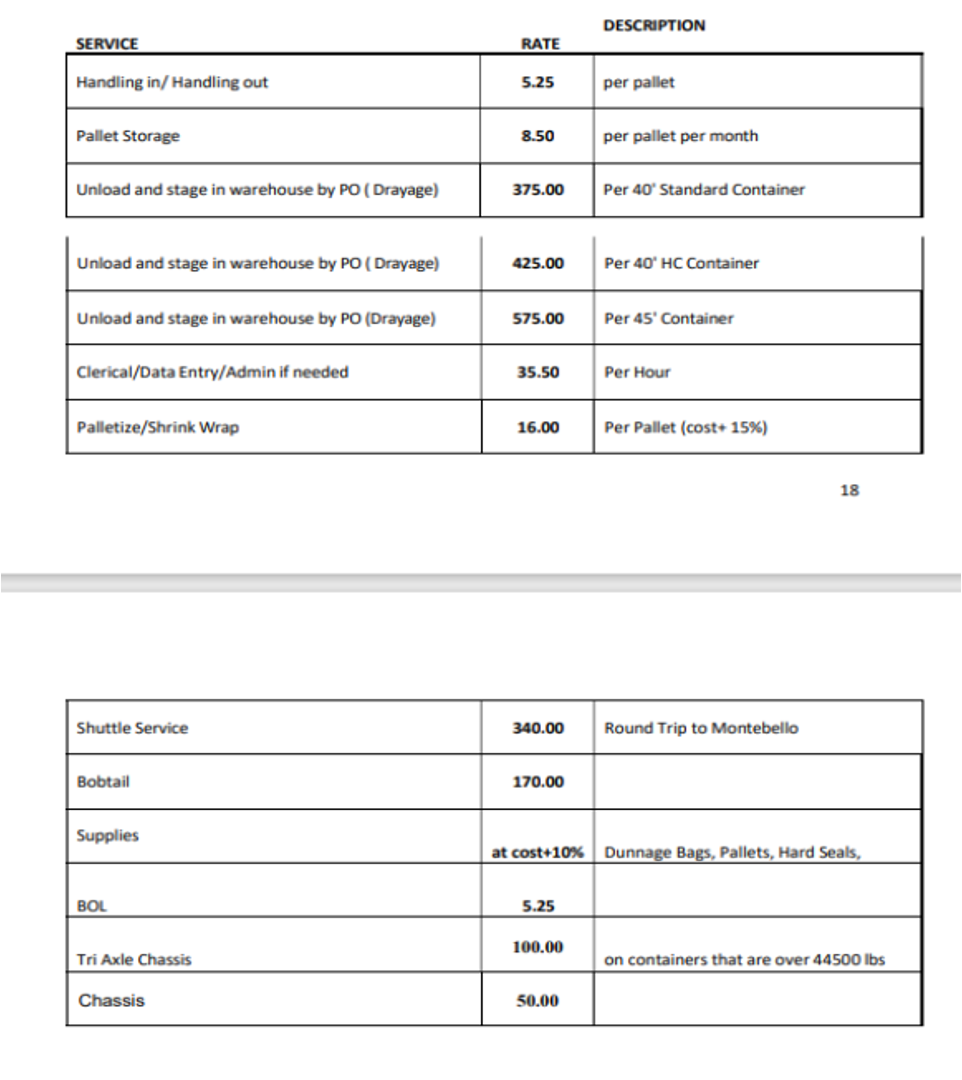 SERVICE RATE DESCRIPTION
Handling in/ Handling out 5.25 per pallet
Pallet Storage 8.50 per pallet per month
Unload and stage in warehouse by PO ( Drayage) 375.00 Per 40' Standard Container
Unload and stage in warehouse by PO ( Drayage) 425.00 Per 40' HC Container
Unload and stage in warehouse by PO (Drayage) 575.00 Per 45' Container
Clerical/Data Entry/Admin if needed 35.50 Per Hour
Palletize/Shrink Wrap 16.00 Per Pallet (cost+ 15%)
18
Shuttle Service 340.00 Round Trip to Montebello
Bobtail 170.00
Supplies at cost+10% Dunnage Bags, Pallets, Hard Seals,
BOL 5.25
Tri Axle Chassis 100.00 on containers that are over 44500 lbs
Chassis 50.00